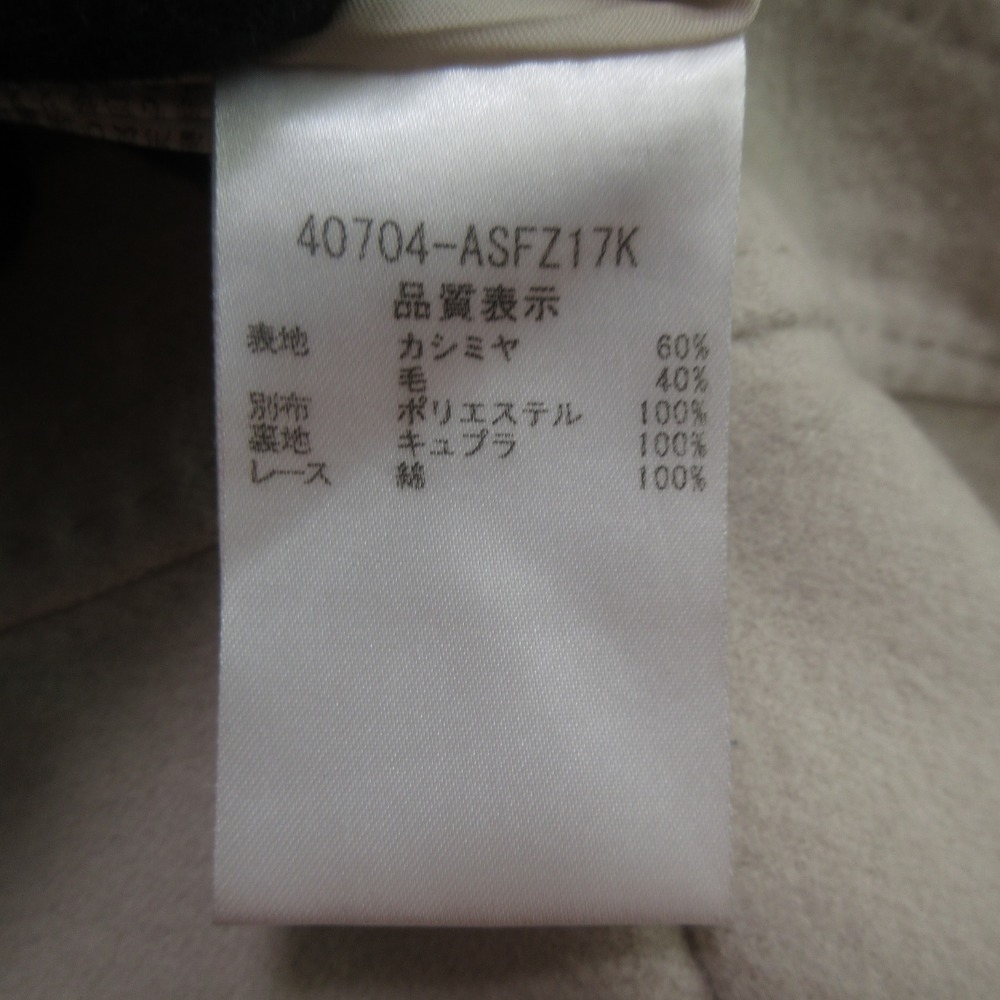 40704-ASFZ17K
品質表示
表地 カシミヤ 60%
毛 40%
別布 ポリエステル 100%
裏地 キュプラ 100%
レース 綿 100%